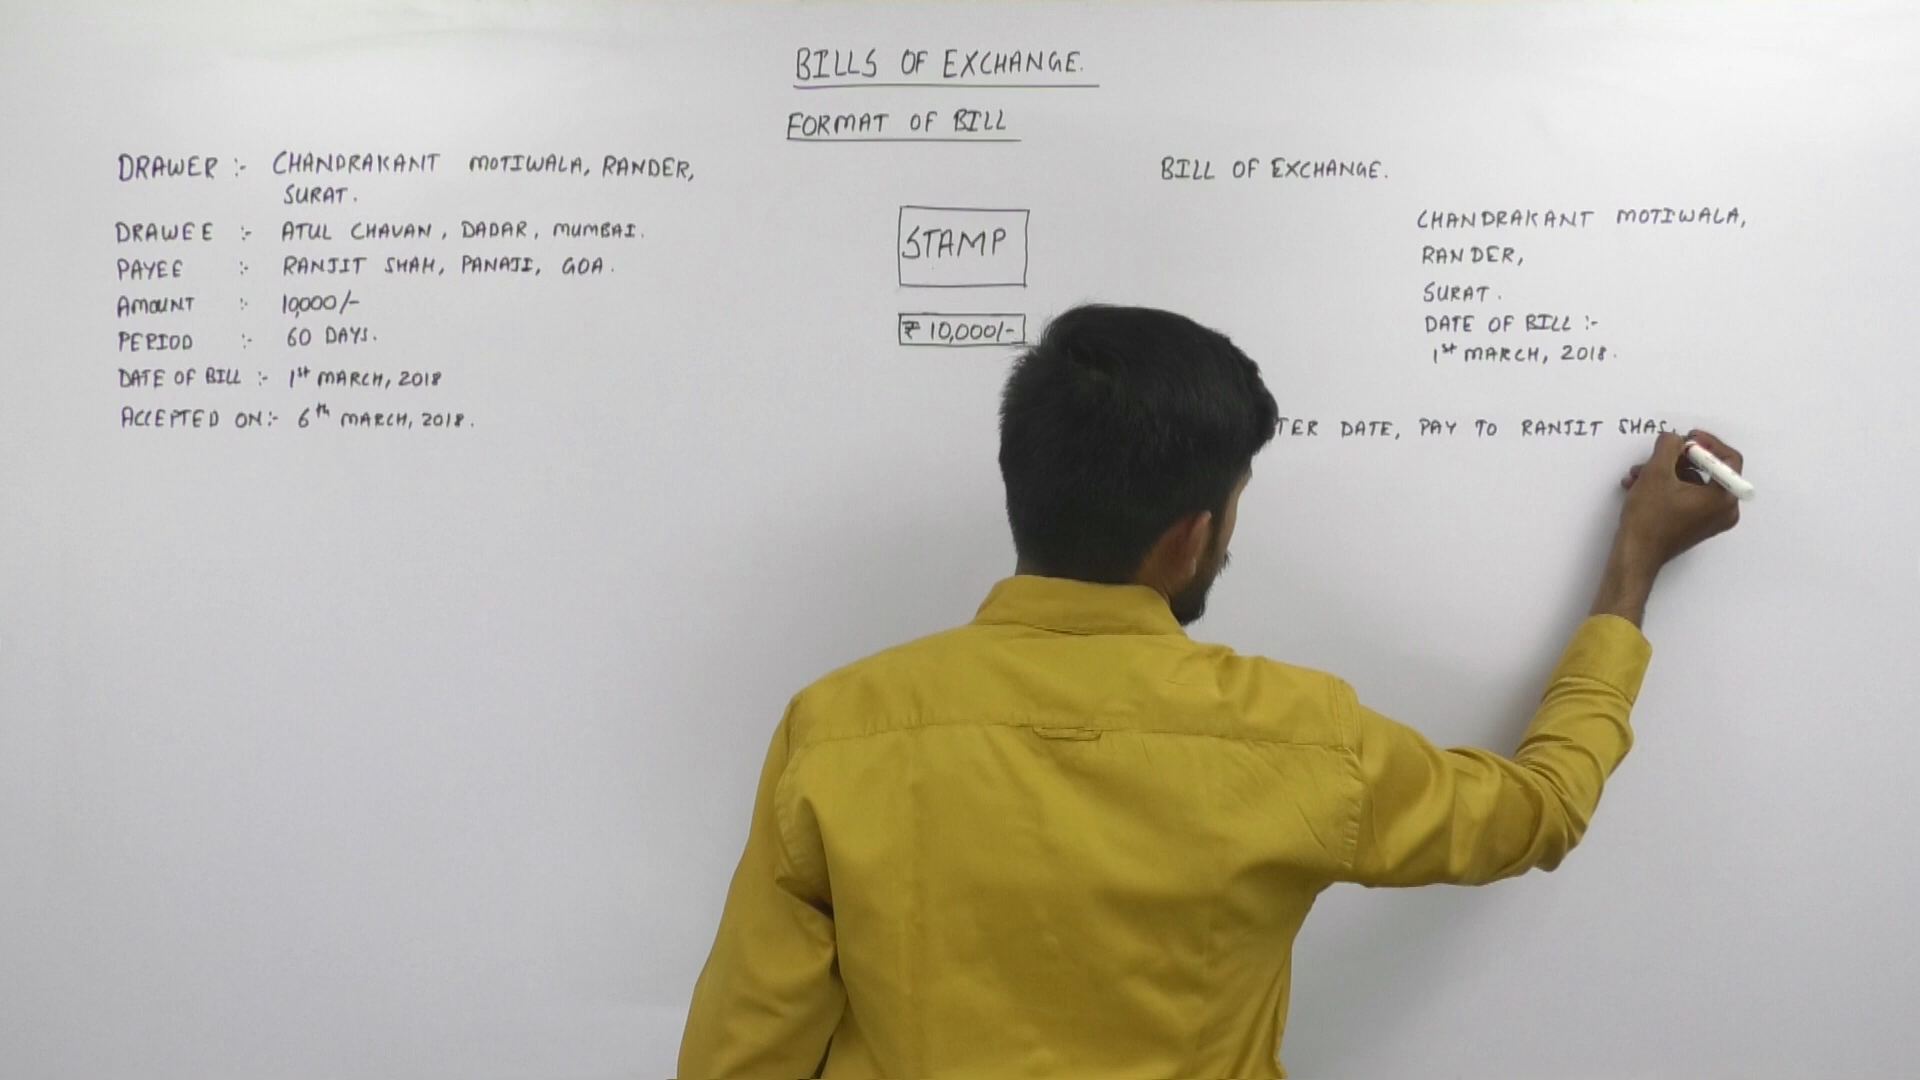 BILLS OF EXCHANGE.
FORMAT OF BILL
DRAWER :- CHANDRAKANT MOTIWALA, RANDER,
SURAT.
DRAWEE :- ATUL CHAVAN, DADAR, MUMBAI.
PAYEE :- RANJIT SHAH, PANAJI, GOA.
AMOUNT :- 10,000/-
PERIOD :- 60 DAYS.
DATE OF BILL :- 1st MARCH, 2018
ACCEPTED ON:- 6th MARCH, 2018.
STAMP
₹ 10,000/-
BILL OF EXCHANGE.
CHANDRAKANT MOTIWALA,
RANDER,
SURAT.
DATE OF BILL :-
1st MARCH, 2018.
TER DATE, PAY TO RANJIT